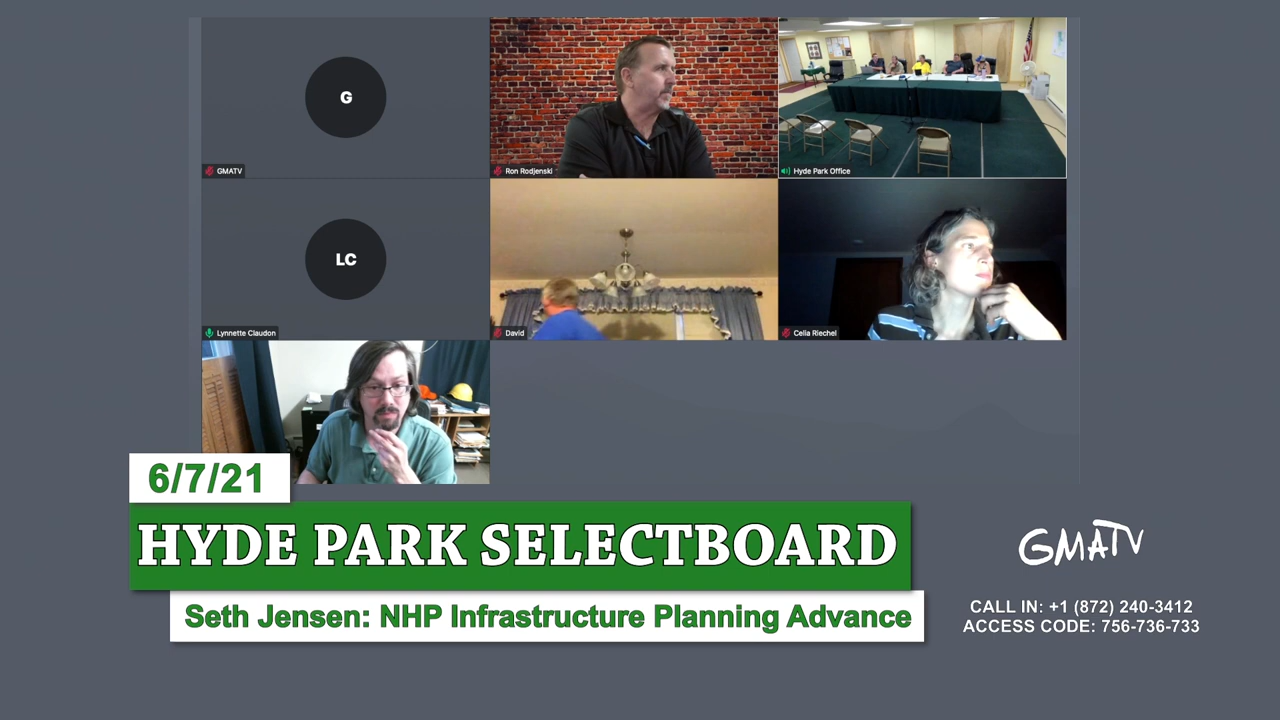 G
GMATV
Ron Rodjenski
Hyde Park Office
LC
Lynnette Claudon
David
Celia Riechel
6/7/21
HYDE PARK SELECTBOARD
Seth Jensen: NHP Infrastructure Planning Advance
GMATV
CALL IN: +1 (872) 240-3412
ACCESS CODE: 756-736-733